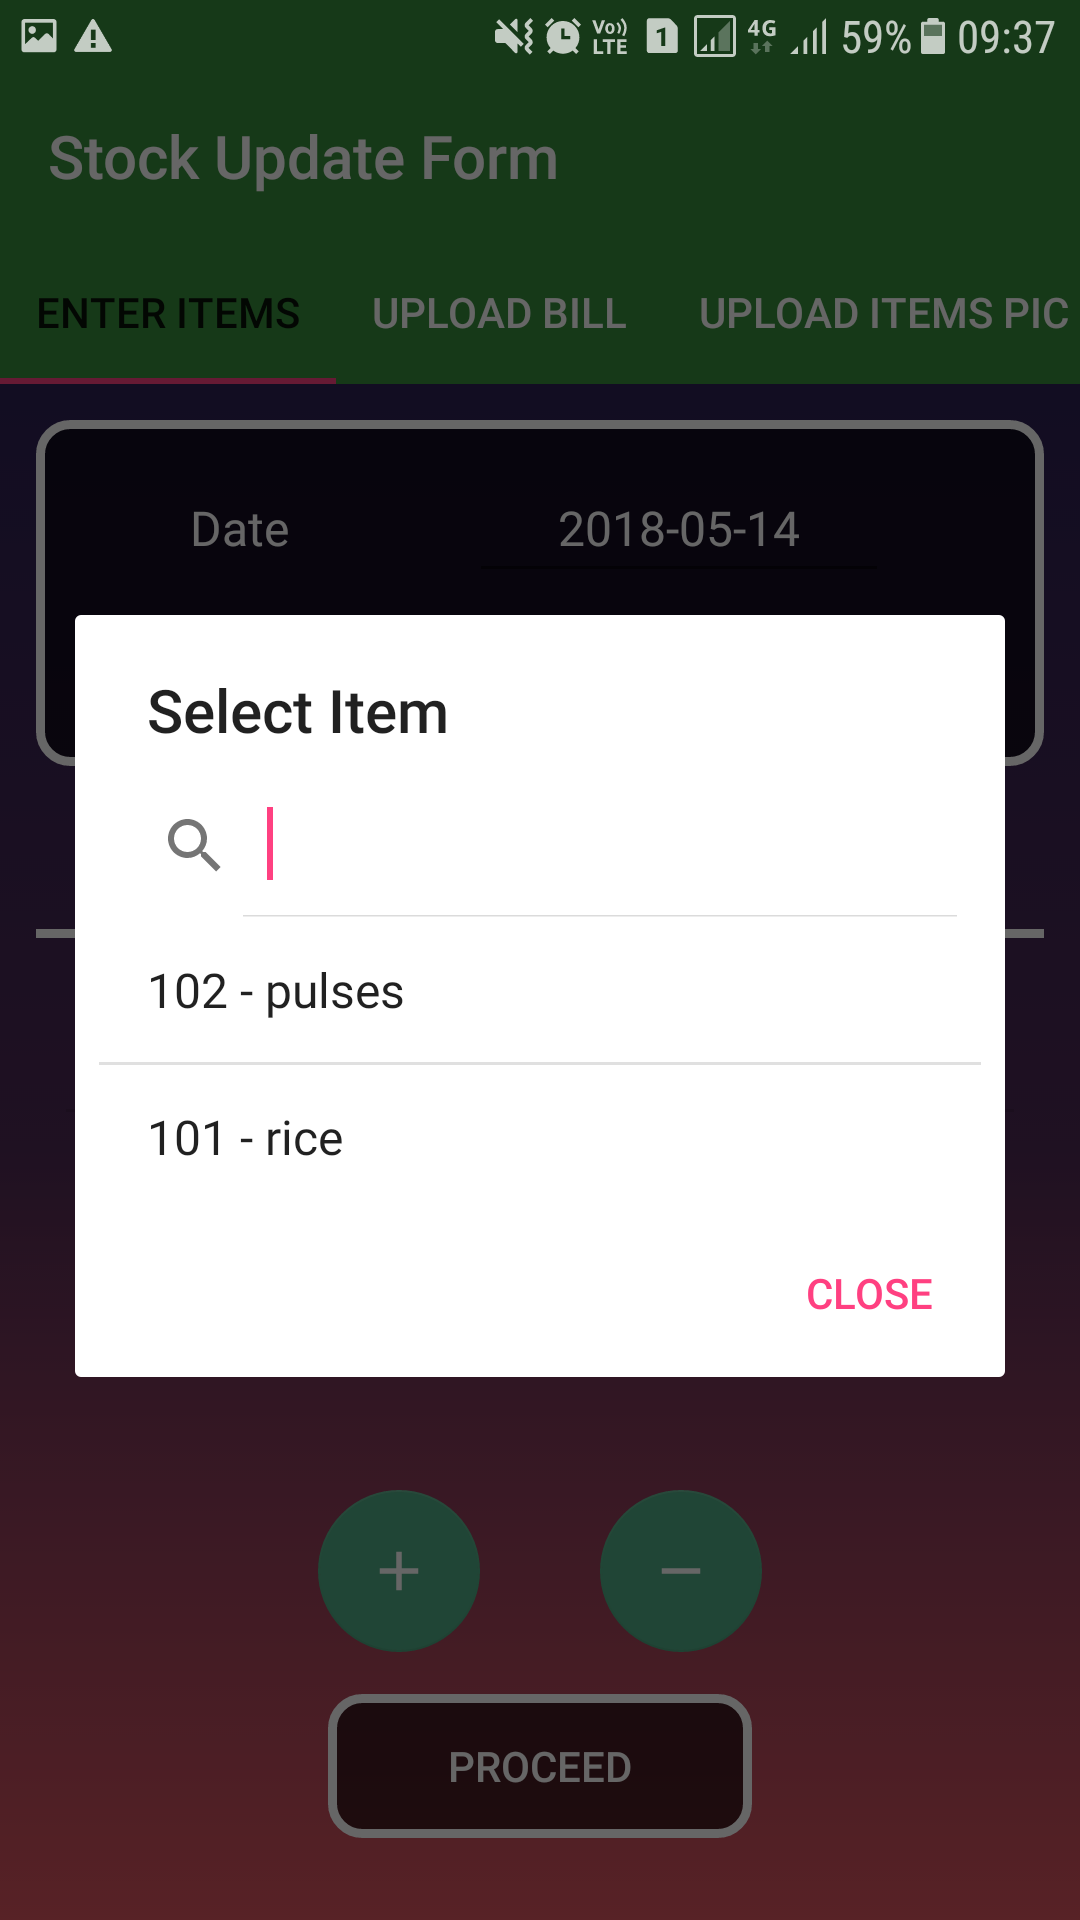 Vo)) LTE 1 4G 59% 09:37
Stock Update Form
ENTER ITEMS UPLOAD BILL UPLOAD ITEMS PIC
Date 2018-05-14
Select Item
102 - pulses
101 - rice
CLOSE
+ −
PROCEED